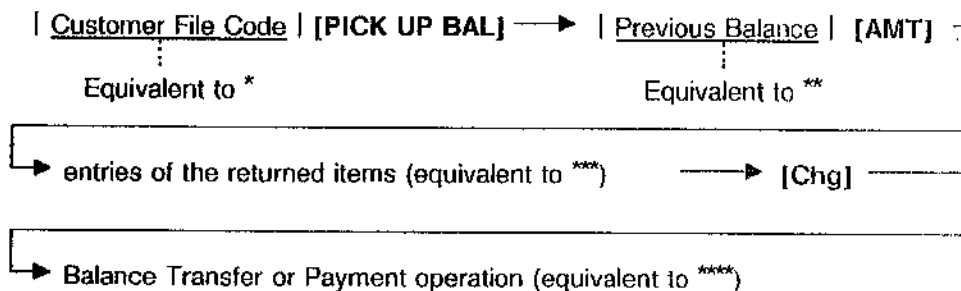 | Customer File Code | [PICK UP BAL] → | Previous Balance | [AMT]
Equivalent to * Equivalent to **
entries of the returned items (equivalent to ***) → [Chg]
Balance Transfer or Payment operation (equivalent to ****)